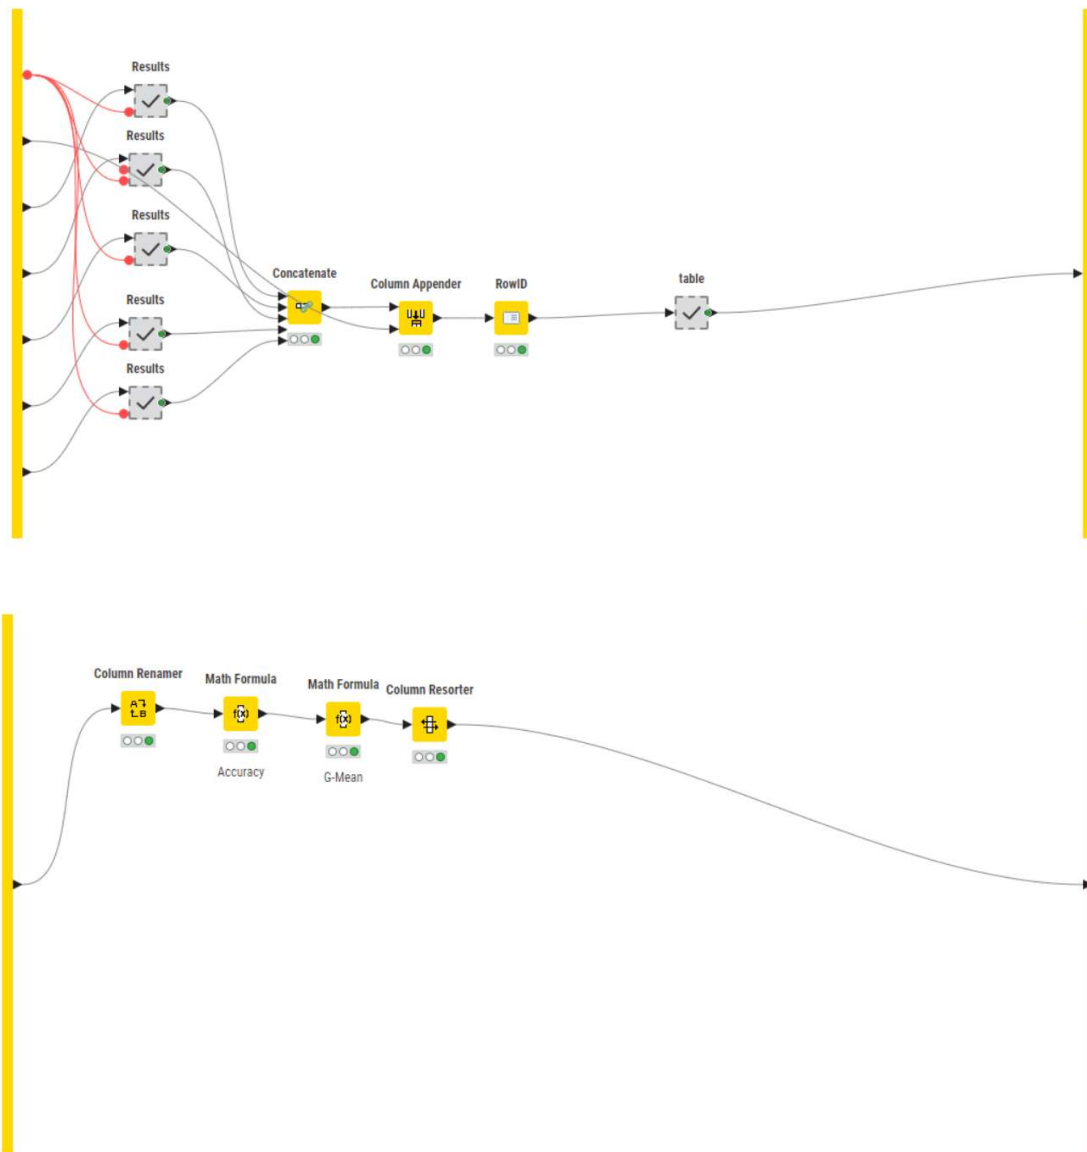 Results
Results
Results
Concatenate
Column Appender
RowID
table
Results
Results
Column Renamer
Math Formula
Math Formula
Column Resorter
Accuracy
G-Mean